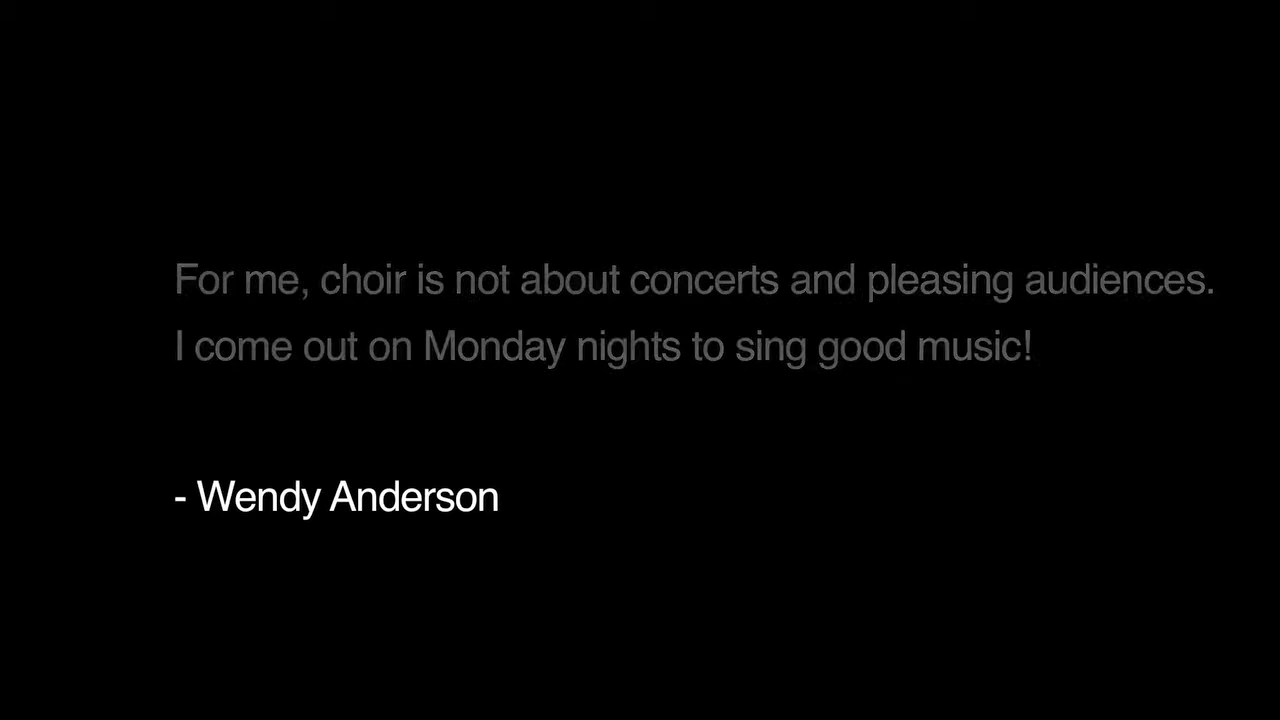 For me, choir is not about concerts and pleasing audiences.
I come out on Monday nights to sing good music!
- Wendy Anderson